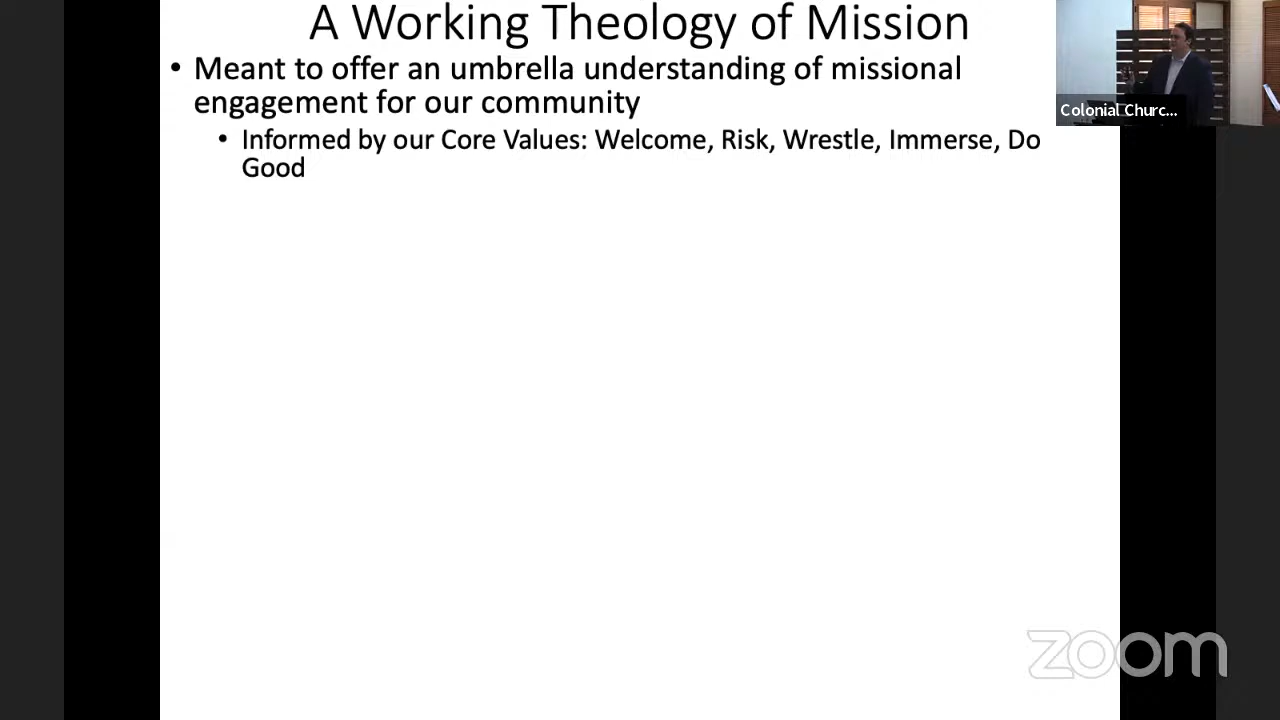 A Working Theology of Mission
• Meant to offer an umbrella understanding of missional
engagement for our community
• Informed by our Core Values: Welcome, Risk, Wrestle, Immerse, Do
Good
Colonial Churc...
zoom